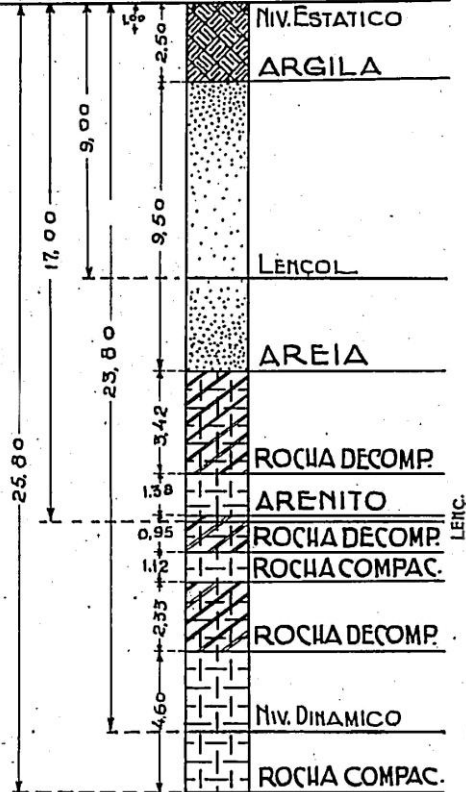 1.00
NIV. ESTATICO
2,50
ARGILA
9,00
17,00
9,50
LENÇOL
23,80
AREIA
25,80
3,42
ROCHA DECOMP.
1.38
ARENITO
LENC.
0,95
ROCHA DECOMP.
1.12
ROCHA COMPAC.
2,33
ROCHA DECOMP.
4,60
NIV. DINAMICO
ROCHA COMPAC.